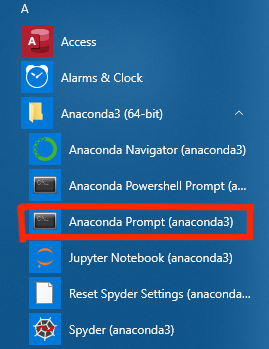 A
Access
Alarms & Clock
Anaconda3 (64-bit)
Anaconda Navigator (anaconda3)
Anaconda Powershell Prompt (a...
Anaconda Prompt (anaconda3)
Jupyter Notebook (anaconda3)
Reset Spyder Settings (anaconda...
Spyder (anaconda3)